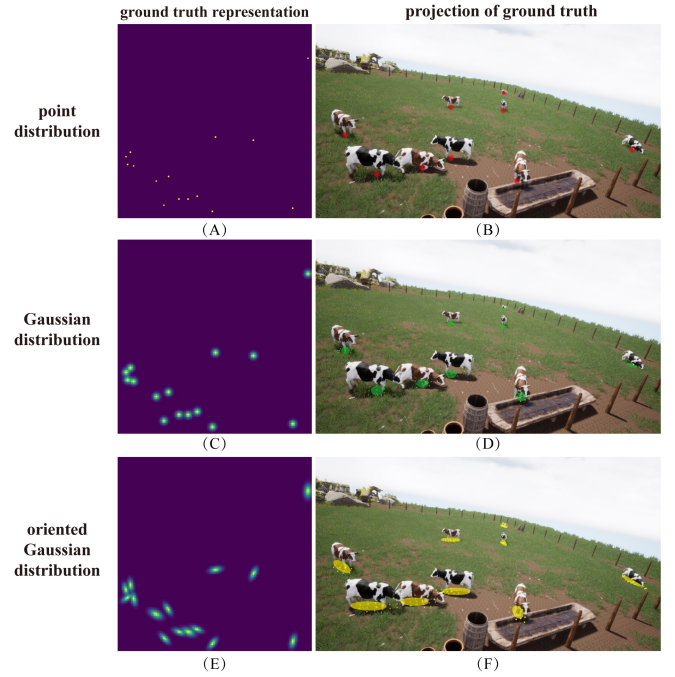 ground truth representation
projection of ground truth
point
distribution
(A)
(B)
Gaussian
distribution
(C)
(D)
oriented
Gaussian
distribution
(E)
(F)